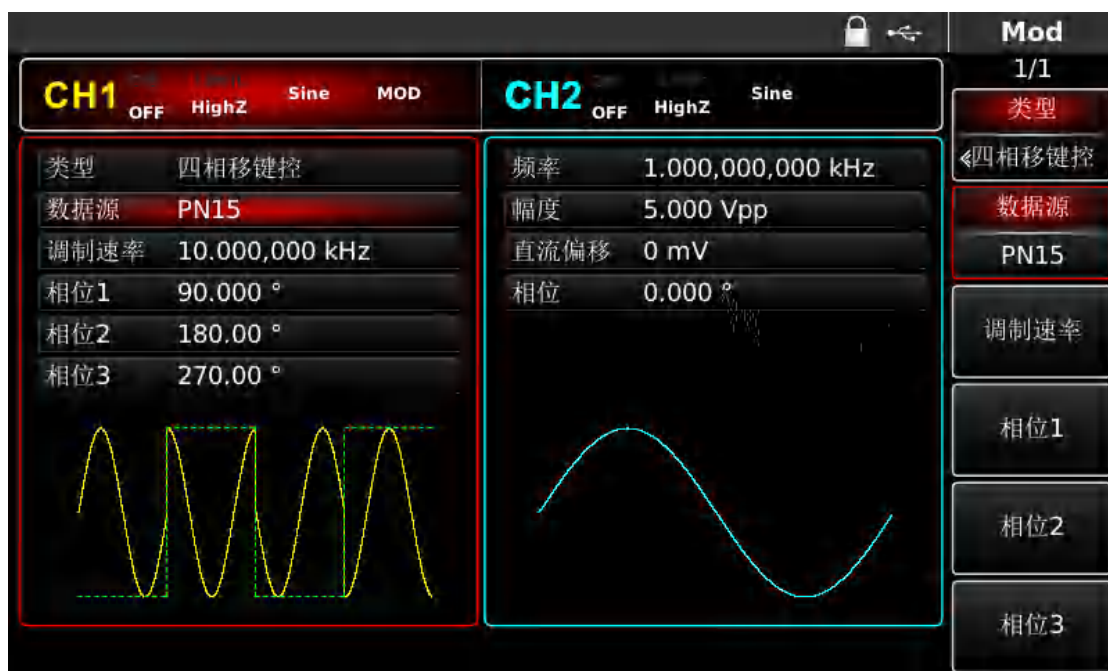 Mod
1/1
CH1 OFF HighZ Sine MOD
CH2 OFF HighZ Sine
类型 四相移键控
数据源 PN15
调制速率 10.000,000 kHz
相位1 90.000 °
相位2 180.00 °
相位3 270.00 °
频率 1.000,000,000 kHz
幅度 5.000 Vpp
直流偏移 0 mV
相位 0.000 °
类型
«四相移键控
数据源
PN15
调制速率
相位1
相位2
相位3